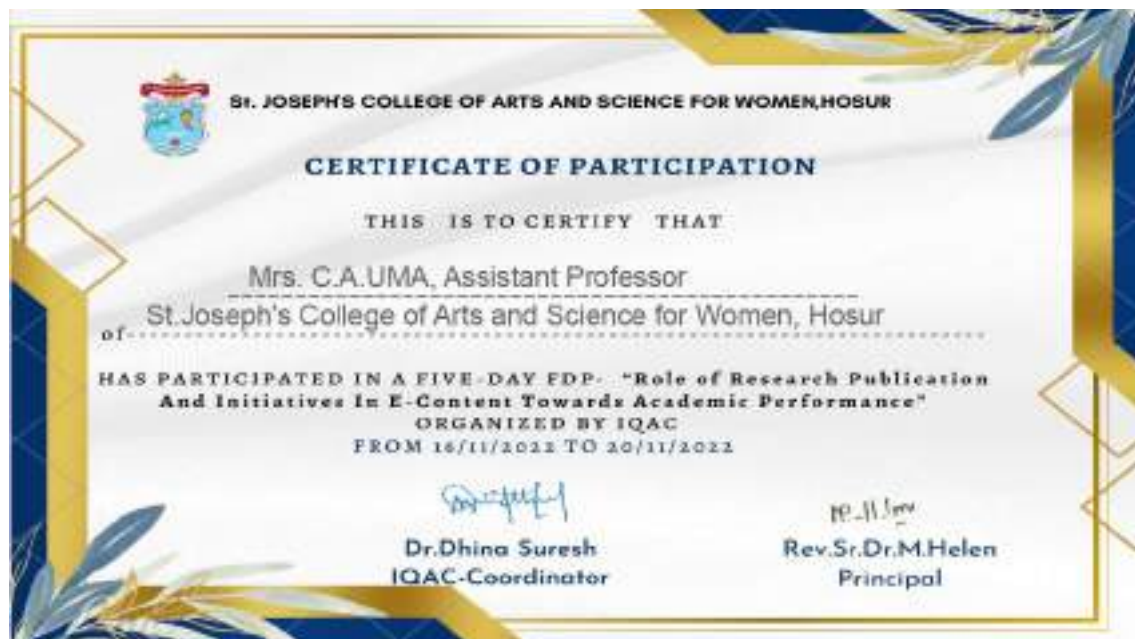 St. JOSEPH'S COLLEGE OF ARTS AND SCIENCE FOR WOMEN,HOSUR
CERTIFICATE OF PARTICIPATION
THIS IS TO CERTIFY THAT
Mrs. C.A.UMA, Assistant Professor
of St.Joseph's College of Arts and Science for Women, Hosur
HAS PARTICIPATED IN A FIVE-DAY FDP- "Role of Research Publication
And Initiatives In E-Content Towards Academic Performance"
ORGANIZED BY IQAC
FROM 16/11/2022 TO 20/11/2022
Dr.Dhina Suresh
IQAC-Coordinator
Rev.Sr.Dr.M.Helen
Principal